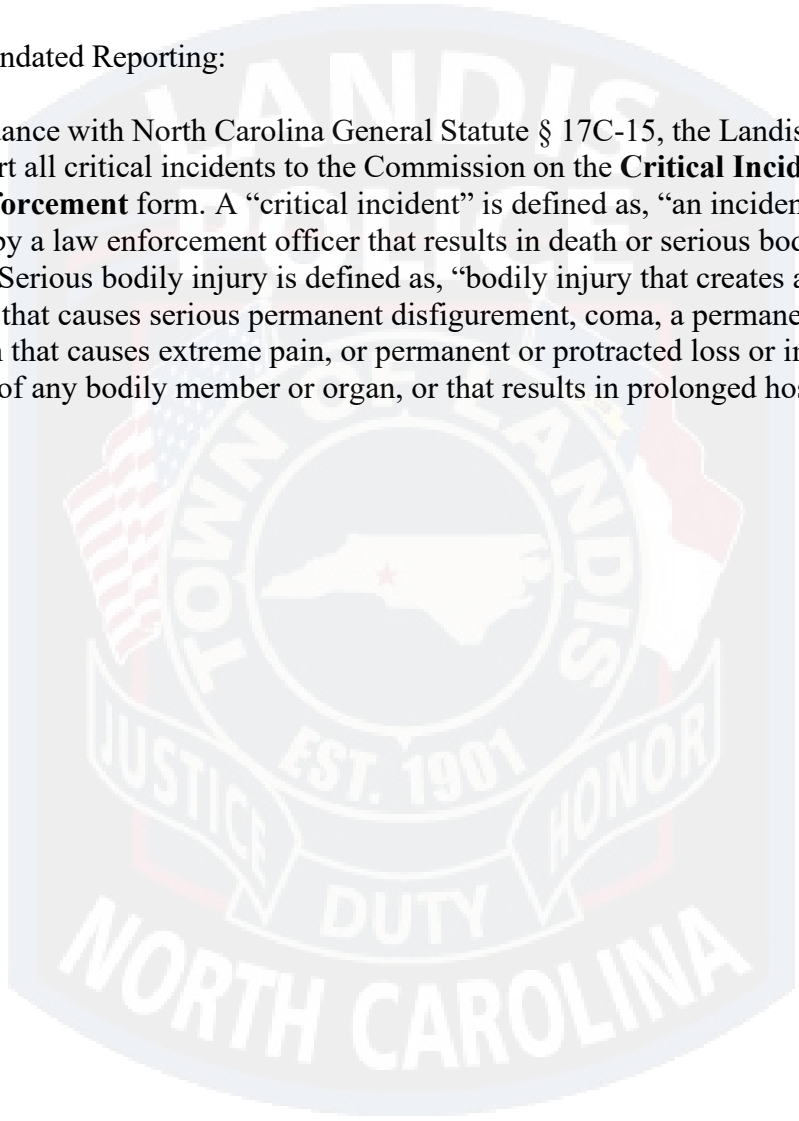 ndated Reporting:
ance with North Carolina General Statute § 17C-15, the Landis
rt all critical incidents to the Commission on the Critical Incid
forcement form. A “critical incident” is defined as, “an inciden
by a law enforcement officer that results in death or serious bod
Serious bodily injury is defined as, “bodily injury that creates a
that causes serious permanent disfigurement, coma, a permane
n that causes extreme pain, or permanent or protracted loss or i
of any bodily member or organ, or that results in prolonged hos
LANDIS
POLICE
TOWN OF LANDIS
EST. 1901
JUSTICE
DUTY
HONOR
NORTH CAROLINA